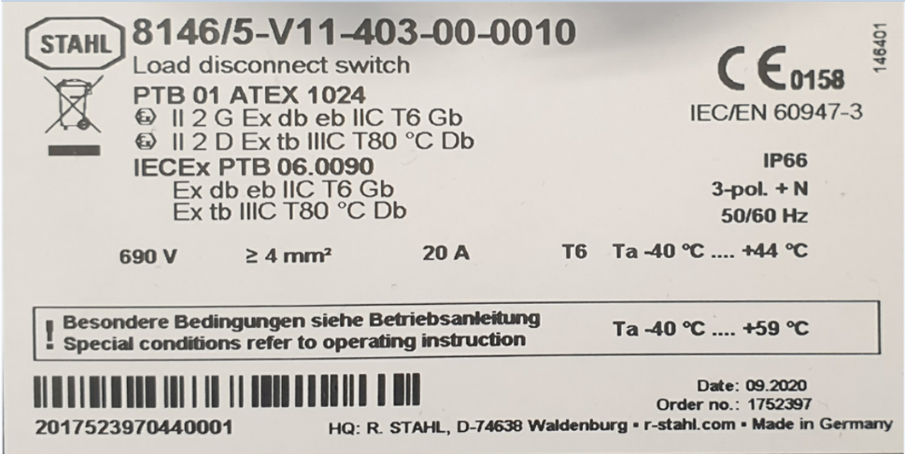 STAHL
8146/5-V11-403-00-0010
Load disconnect switch
PTB 01 ATEX 1024
Ex II 2 G Ex db eb IIC T6 Gb
Ex II 2 D Ex tb IIIC T80 °C Db
IECEx PTB 06.0090
Ex db eb IIC T6 Gb
Ex tb IIIC T80 °C Db
CE 0158
146401
IEC/EN 60947-3
IP66
3-pol. + N
50/60 Hz
690 V ≥ 4 mm² 20 A T6 Ta -40 °C .... +44 °C
! Besondere Bedingungen siehe Betriebsanleitung
Special conditions refer to operating instruction
Ta -40 °C .... +59 °C
2017523970440001
Date: 09.2020
Order no.: 1752397
HQ: R. STAHL, D-74638 Waldenburg ▪ r-stahl.com ▪ Made in Germany